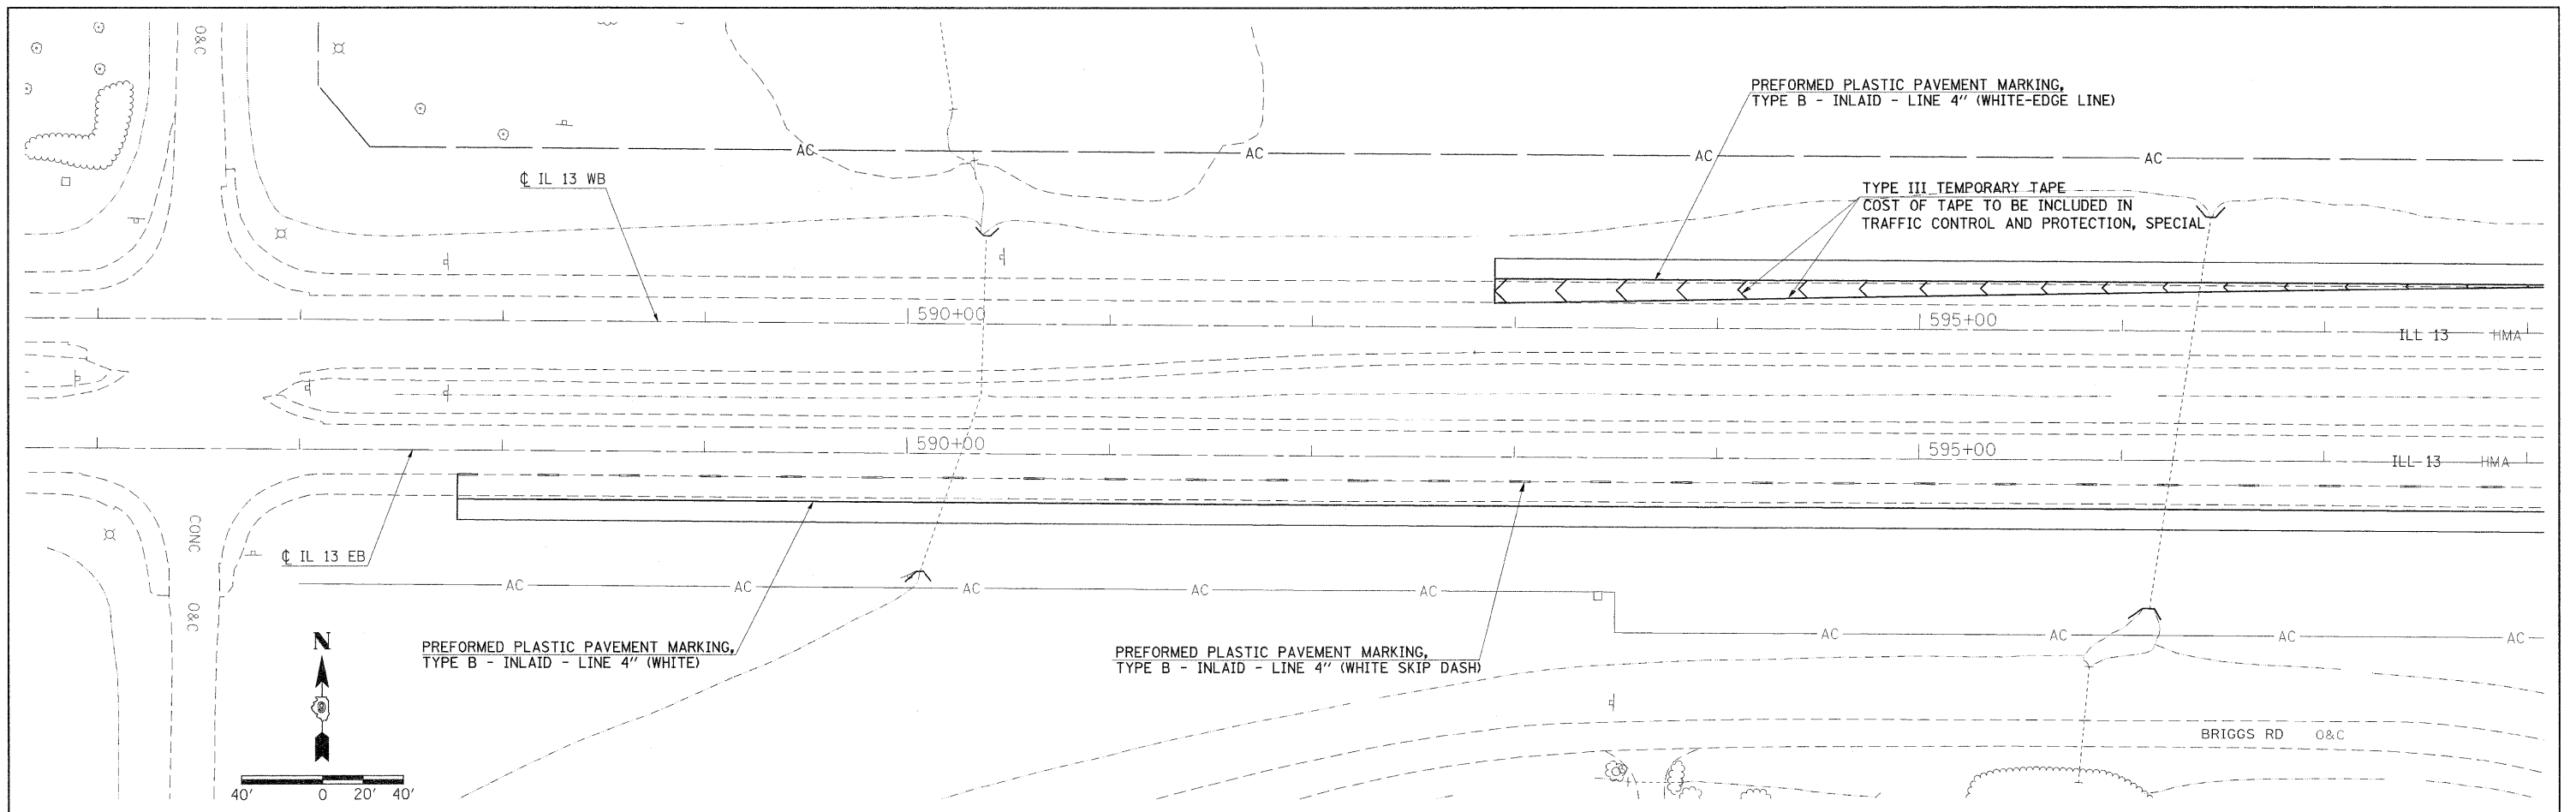 O&C
PREFORMED PLASTIC PAVEMENT MARKING,
TYPE B - INLAID - LINE 4" (WHITE-EDGE LINE)
AC AC AC AC
℄ IL 13 WB
TYPE III TEMPORARY TAPE
COST OF TAPE TO BE INCLUDED IN
TRAFFIC CONTROL AND PROTECTION, SPECIAL
590+00 595+00
ILL 13 HMA
590+00 595+00
ILL 13 HMA
CONC
℄ IL 13 EB
AC AC AC AC AC
O&C
AC AC AC AC
N
PREFORMED PLASTIC PAVEMENT MARKING,
TYPE B - INLAID - LINE 4" (WHITE)
PREFORMED PLASTIC PAVEMENT MARKING,
TYPE B - INLAID - LINE 4" (WHITE SKIP DASH)
BRIGGS RD O&C
40' 0 20' 40'